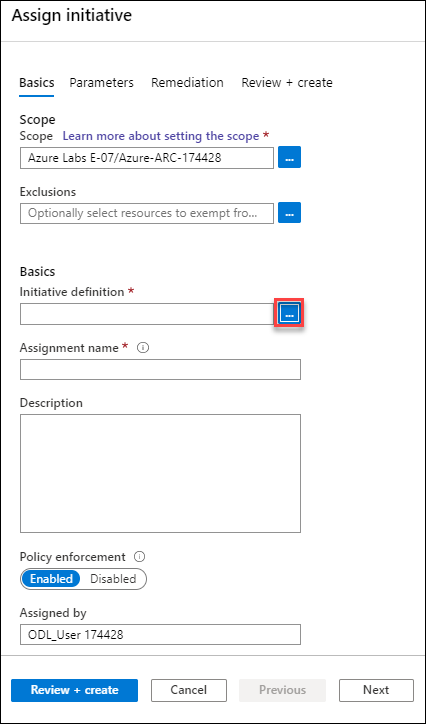 Assign initiative
Basics Parameters Remediation Review + create
Scope
Scope Learn more about setting the scope *
Azure Labs E-07/Azure-ARC-174428 ...
Exclusions
Optionally select resources to exempt fro... ...
Basics
Initiative definition *
...
Assignment name * i
Description
Policy enforcement i
Enabled Disabled
Assigned by
ODL_User 174428
Review + create Cancel Previous Next